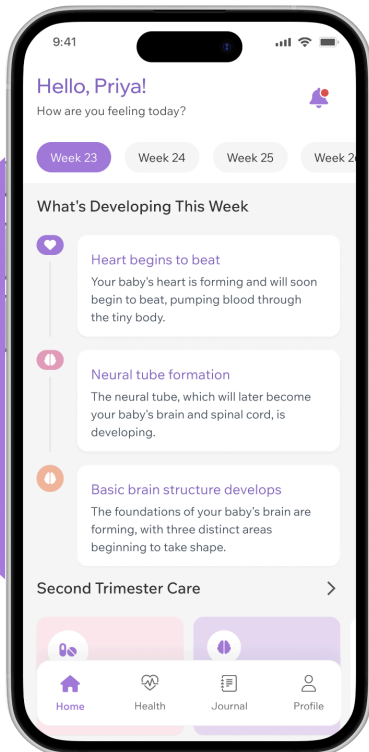 9:41
Hello, Priya!
How are you feeling today?
Week 23 Week 24 Week 25 Week
What's Developing This Week
Heart begins to beat
Your baby's heart is forming and will soon
begin to beat, pumping blood through
the tiny body.
Neural tube formation
The neural tube, which will later become
your baby's brain and spinal cord, is
developing.
Basic brain structure develops
The foundations of your baby's brain are
forming, with three distinct areas
beginning to take shape.
Second Trimester Care
Home Health Journal Profile